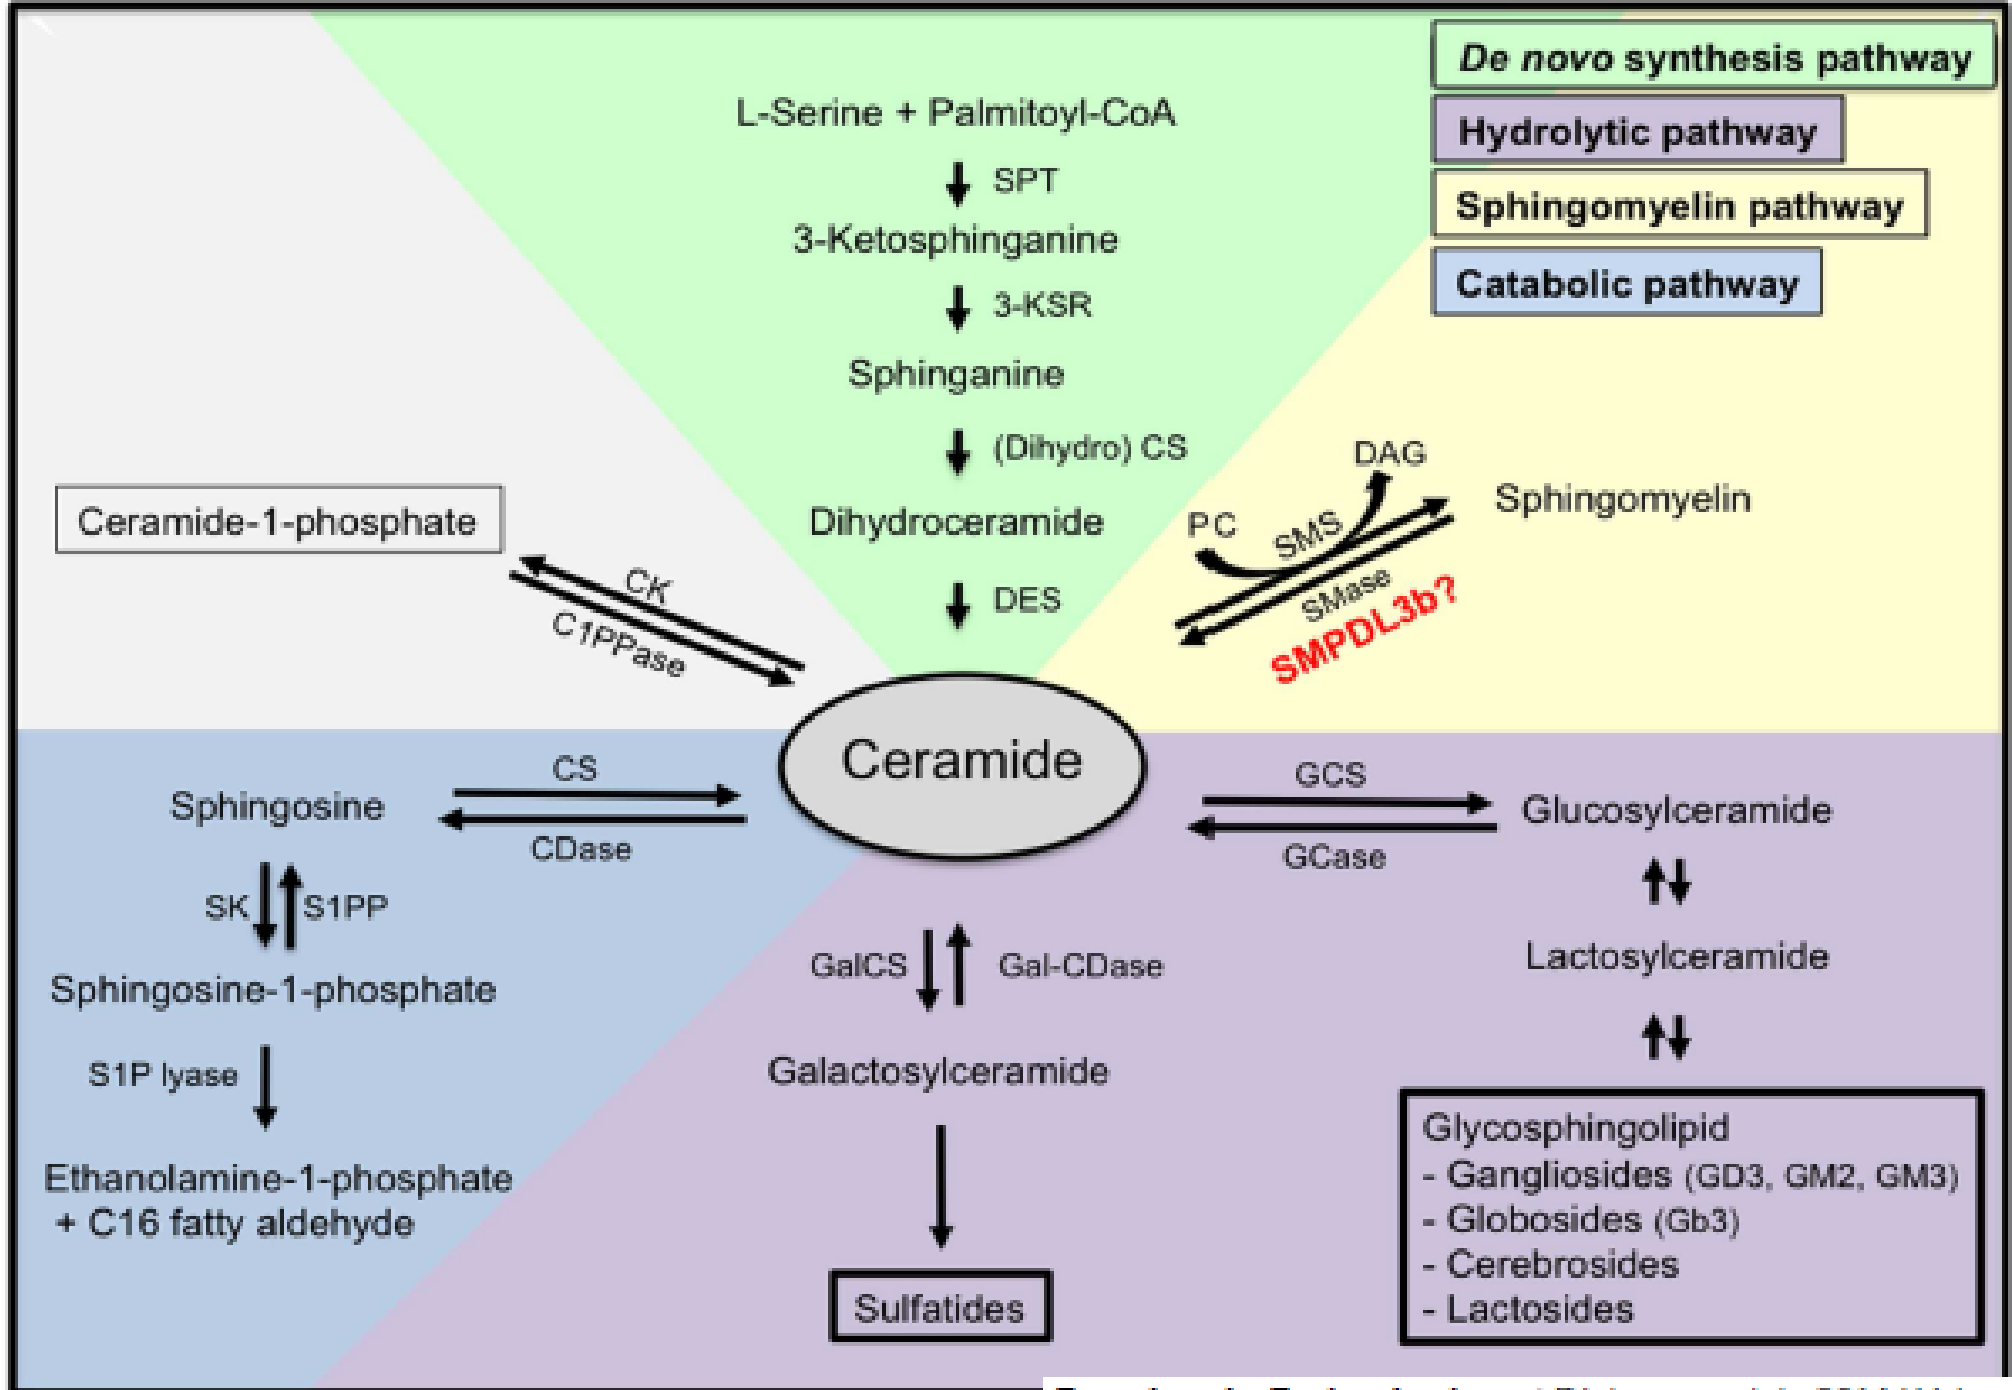 De novo synthesis pathway
Hydrolytic pathway
Sphingomyelin pathway
Catabolic pathway
L-Serine + Palmitoyl-CoA
SPT
3-Ketosphinganine
3-KSR
Sphinganine
(Dihydro) CS
Dihydroceramide
DES
Ceramide-1-phosphate
CK
C1PPase
DAG
PC
SMS
Sphingomyelin
SMase
SMPDL3b?
Ceramide
CS
Sphingosine
CDase
SK
S1PP
Sphingosine-1-phosphate
S1P lyase
Ethanolamine-1-phosphate
+ C16 fatty aldehyde
GalCS
Gal-CDase
Galactosylceramide
Sulfatides
GCS
Glucosylceramide
GCase
Lactosylceramide
Glycosphingolipid
- Gangliosides (GD3, GM2, GM3)
- Globosides (Gb3)
- Cerebrosides
- Lactosides